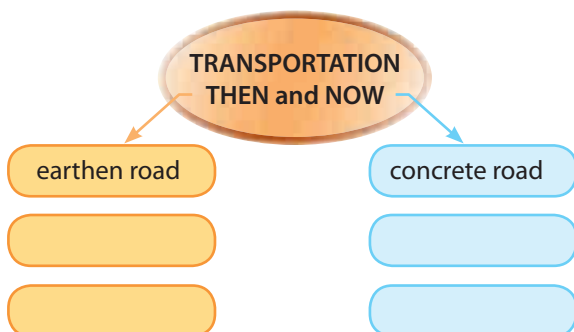 TRANSPORTATION
THEN and NOW
earthen road
concrete road